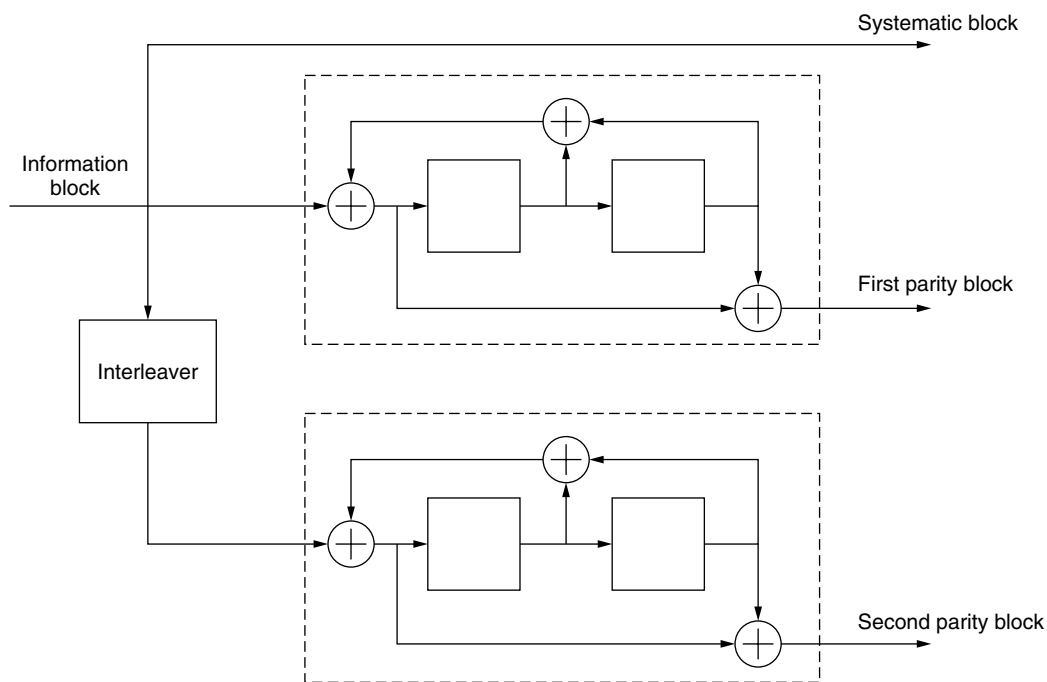 Systematic block
Information
block
First parity block
Interleaver
Second parity block